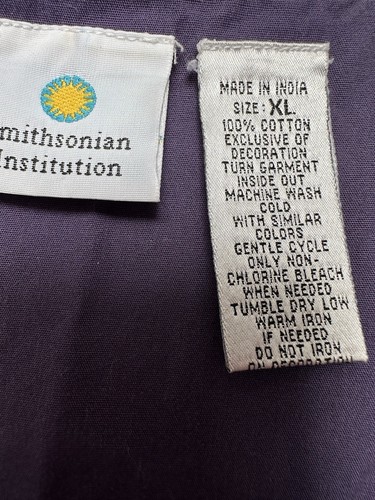 mithsonian
Institution
MADE IN INDIA
SIZE: XL
100% COTTON
EXCLUSIVE OF
DECORATION
TURN GARMENT
INSIDE OUT
MACHINE WASH
COLD
WITH SIMILAR
COLORS
GENTLE CYCLE
ONLY NON-
CHLORINE BLEACH
WHEN NEEDED
TUMBLE DRY LOW
WARM IRON
IF NEEDED
DO NOT IRON
ON DECORATION